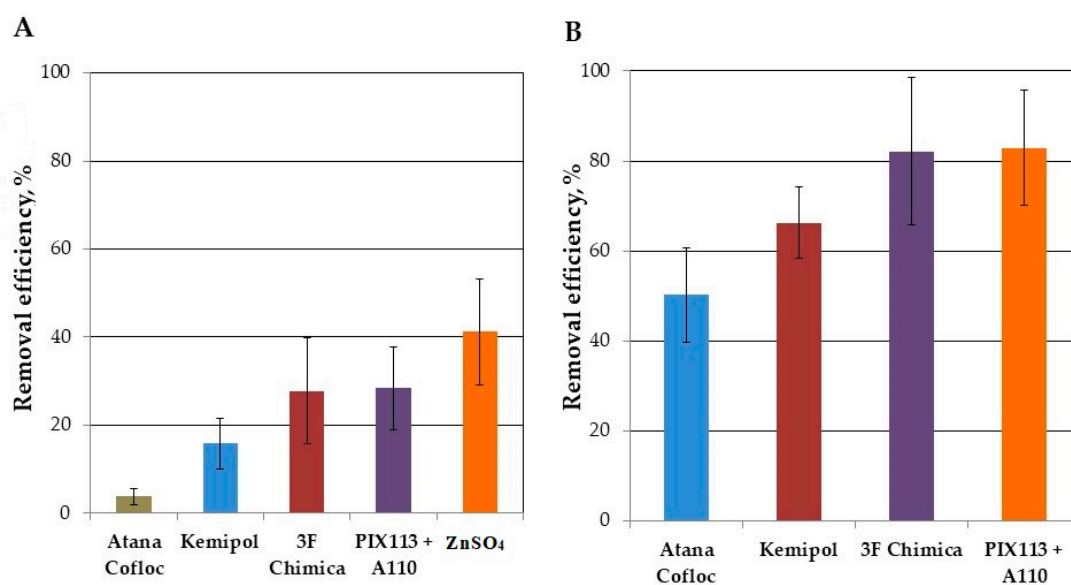 A
Removal efficiency, %
100
80
60
40
20
0
Atana
Cofloc
Kemipol
3F
Chimica
PIX113 +
A110
ZnSO₄
B
Removal efficiency, %
100
80
60
40
20
0
Atana
Cofloc
Kemipol
3F Chimica
PIX113 +
A110